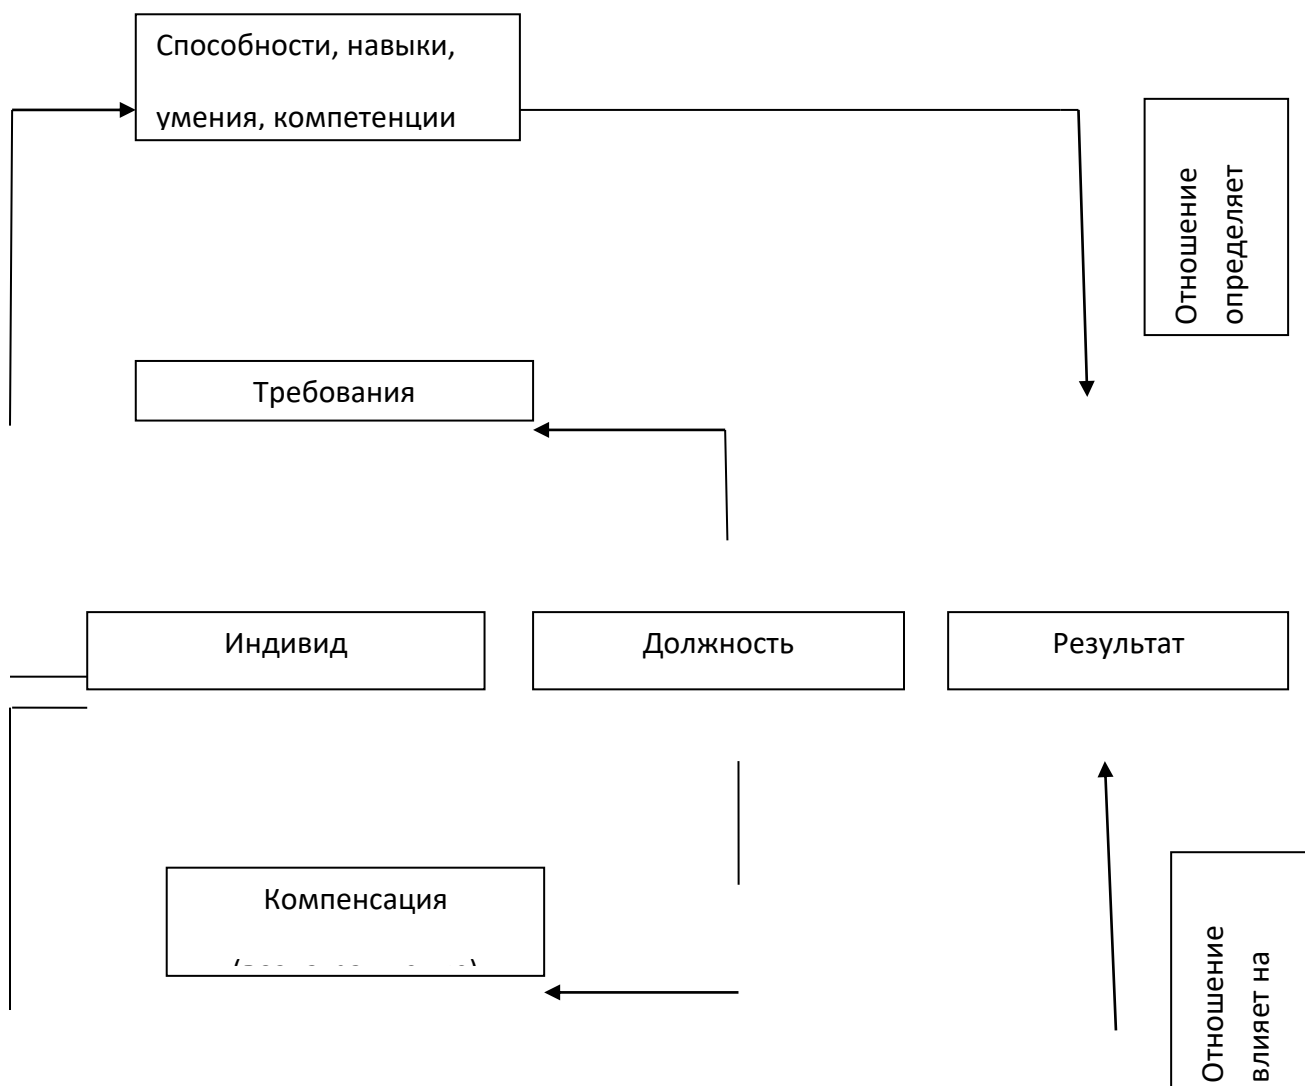 Способности, навыки,
умения, компетенции
Отношение
определяет
Требования
Индивид
Должность
Результат
Компенсация
Отношение
влияет на